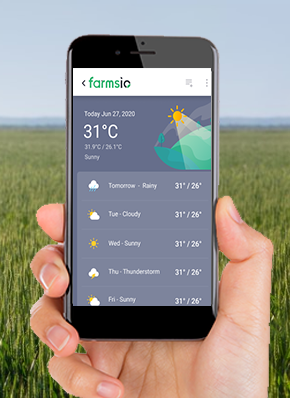 farmsio
Today Jun 27, 2020
31°C
31.9°C / 26.1°C
Sunny
Tomorrow - Rainy 31° / 26°
Tue - Cloudy 31° / 26°
Wed - Sunny 31° / 26°
Thu - Thunderstorm 31° / 26°
Fri - Sunny 31° / 26°